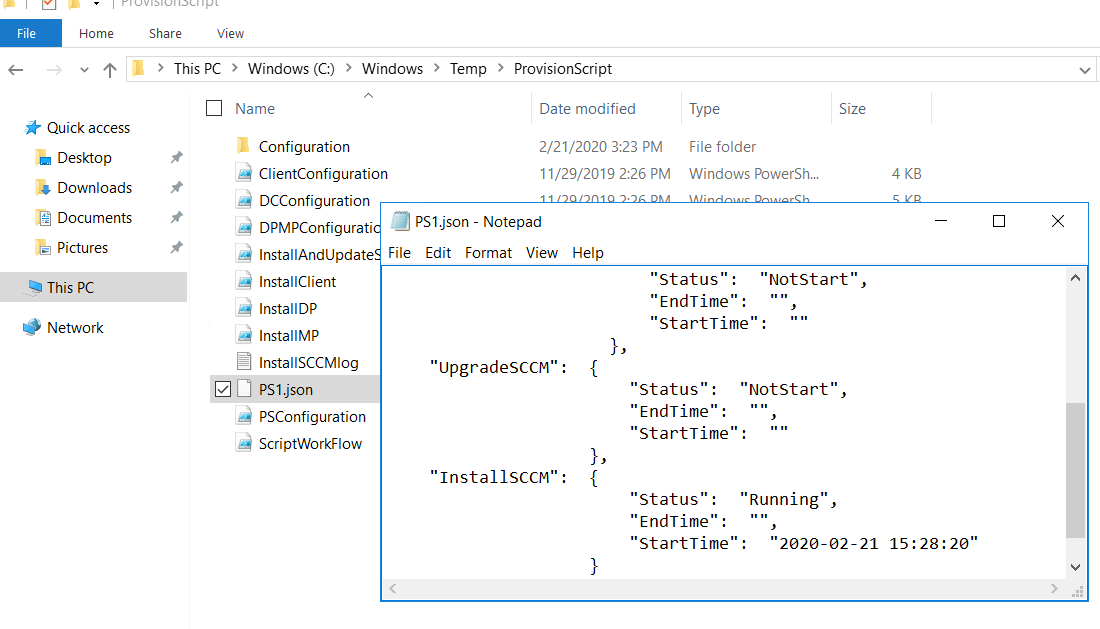 ProvisionScript
File Home Share View
This PC Windows (C:) Windows Temp ProvisionScript
Name Date modified Type Size
Quick access
Desktop
Downloads
Documents
Pictures
This PC
Network
Configuration 2/21/2020 3:23 PM File folder
ClientConfiguration 11/29/2019 2:26 PM Windows PowerSh... 4 KB
DCConfiguration 11/29/2019 2:26 PM Windows PowerSh... 5 KB
DPMPConfiguratio
InstallAndUpdateS
InstallClient
InstallDP
InstallMP
InstallSCCMlog
PS1.json
PSConfiguration
ScriptWorkFlow
PS1.json - Notepad
File Edit Format View Help
"Status": "NotStart",
"EndTime": "",
"StartTime": ""
},
"UpgradeSCCM": {
"Status": "NotStart",
"EndTime": "",
"StartTime": ""
},
"InstallSCCM": {
"Status": "Running",
"EndTime": "",
"StartTime": "2020-02-21 15:28:20"
}